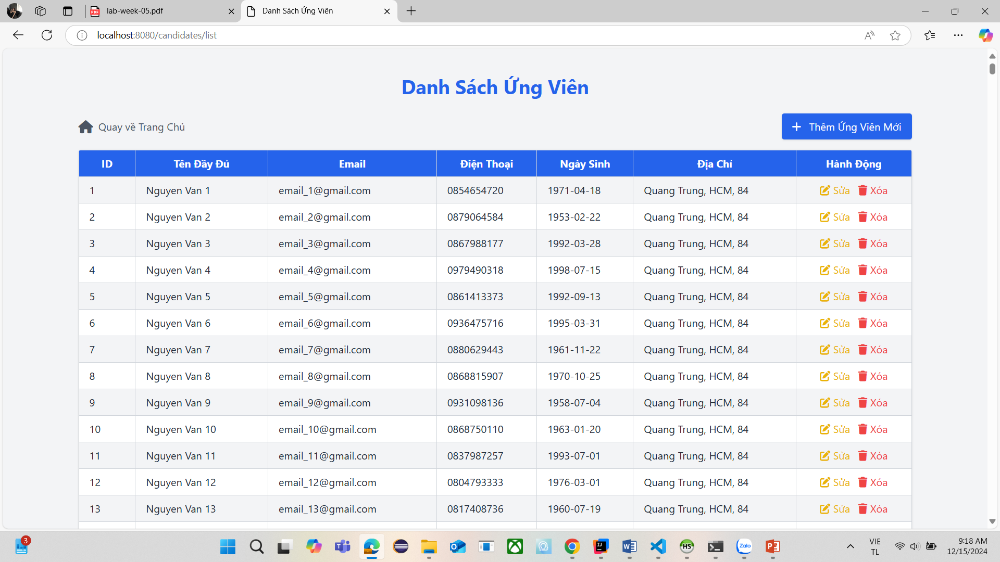 lab-week-05.pdf
Danh Sách Ứng Viên
localhost:8080/candidates/list
Danh Sách Ứng Viên
Quay về Trang Chủ
Thêm Ứng Viên Mới
ID Tên Đầy Đủ Email Điện Thoại Ngày Sinh Địa Chỉ Hành Động
1 Nguyen Van 1 email_1@gmail.com 0854654720 1971-04-18 Quang Trung, HCM, 84 Sửa Xóa
2 Nguyen Van 2 email_2@gmail.com 0879064584 1953-02-22 Quang Trung, HCM, 84 Sửa Xóa
3 Nguyen Van 3 email_3@gmail.com 0867988177 1992-03-28 Quang Trung, HCM, 84 Sửa Xóa
4 Nguyen Van 4 email_4@gmail.com 0979490318 1998-07-15 Quang Trung, HCM, 84 Sửa Xóa
5 Nguyen Van 5 email_5@gmail.com 0861413373 1992-09-13 Quang Trung, HCM, 84 Sửa Xóa
6 Nguyen Van 6 email_6@gmail.com 0936475716 1995-03-31 Quang Trung, HCM, 84 Sửa Xóa
7 Nguyen Van 7 email_7@gmail.com 0880629443 1961-11-22 Quang Trung, HCM, 84 Sửa Xóa
8 Nguyen Van 8 email_8@gmail.com 0868815907 1970-10-25 Quang Trung, HCM, 84 Sửa Xóa
9 Nguyen Van 9 email_9@gmail.com 0931098136 1958-07-04 Quang Trung, HCM, 84 Sửa Xóa
10 Nguyen Van 10 email_10@gmail.com 0868750110 1963-01-20 Quang Trung, HCM, 84 Sửa Xóa
11 Nguyen Van 11 email_11@gmail.com 0837987257 1993-07-01 Quang Trung, HCM, 84 Sửa Xóa
12 Nguyen Van 12 email_12@gmail.com 0804793333 1976-03-01 Quang Trung, HCM, 84 Sửa Xóa
13 Nguyen Van 13 email_13@gmail.com 0817408736 1960-07-19 Quang Trung, HCM, 84 Sửa Xóa
3
HS
Zalo
VIE
TL
9:18 AM
12/15/2024